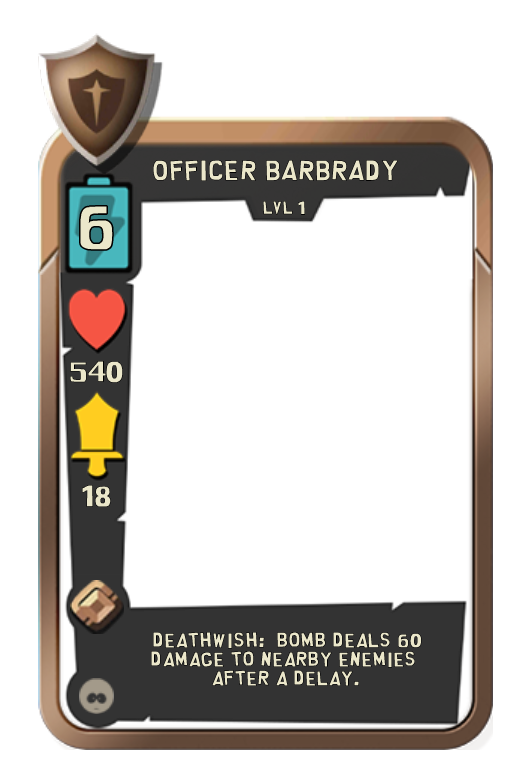 OFFICER BARBRADY
LVL 1
6
540
18
DEATHWISH: BOMB DEALS 60
DAMAGE TO NEARBY ENEMIES
AFTER A DELAY.